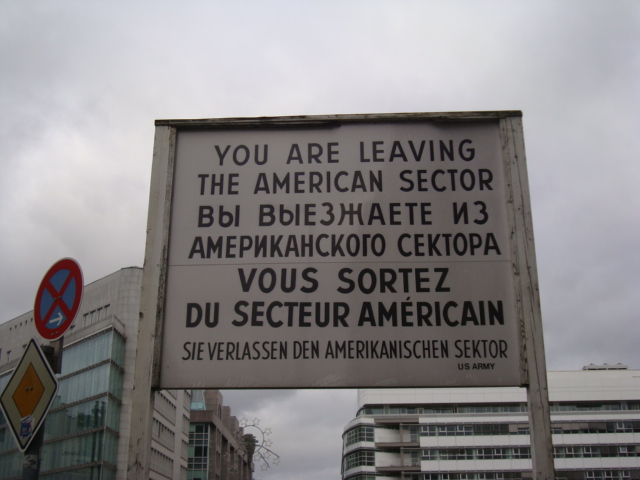 YOU ARE LEAVING
THE AMERICAN SECTOR
ВЫ ВЫЕЗЖАЕТЕ ИЗ
АМЕРИКАНСКОГО СЕКТОРА
VOUS SORTEZ
DU SECTEUR AMÉRICAIN
SIE VERLASSEN DEN AMERIKANISCHEN SEKTOR
US ARMY